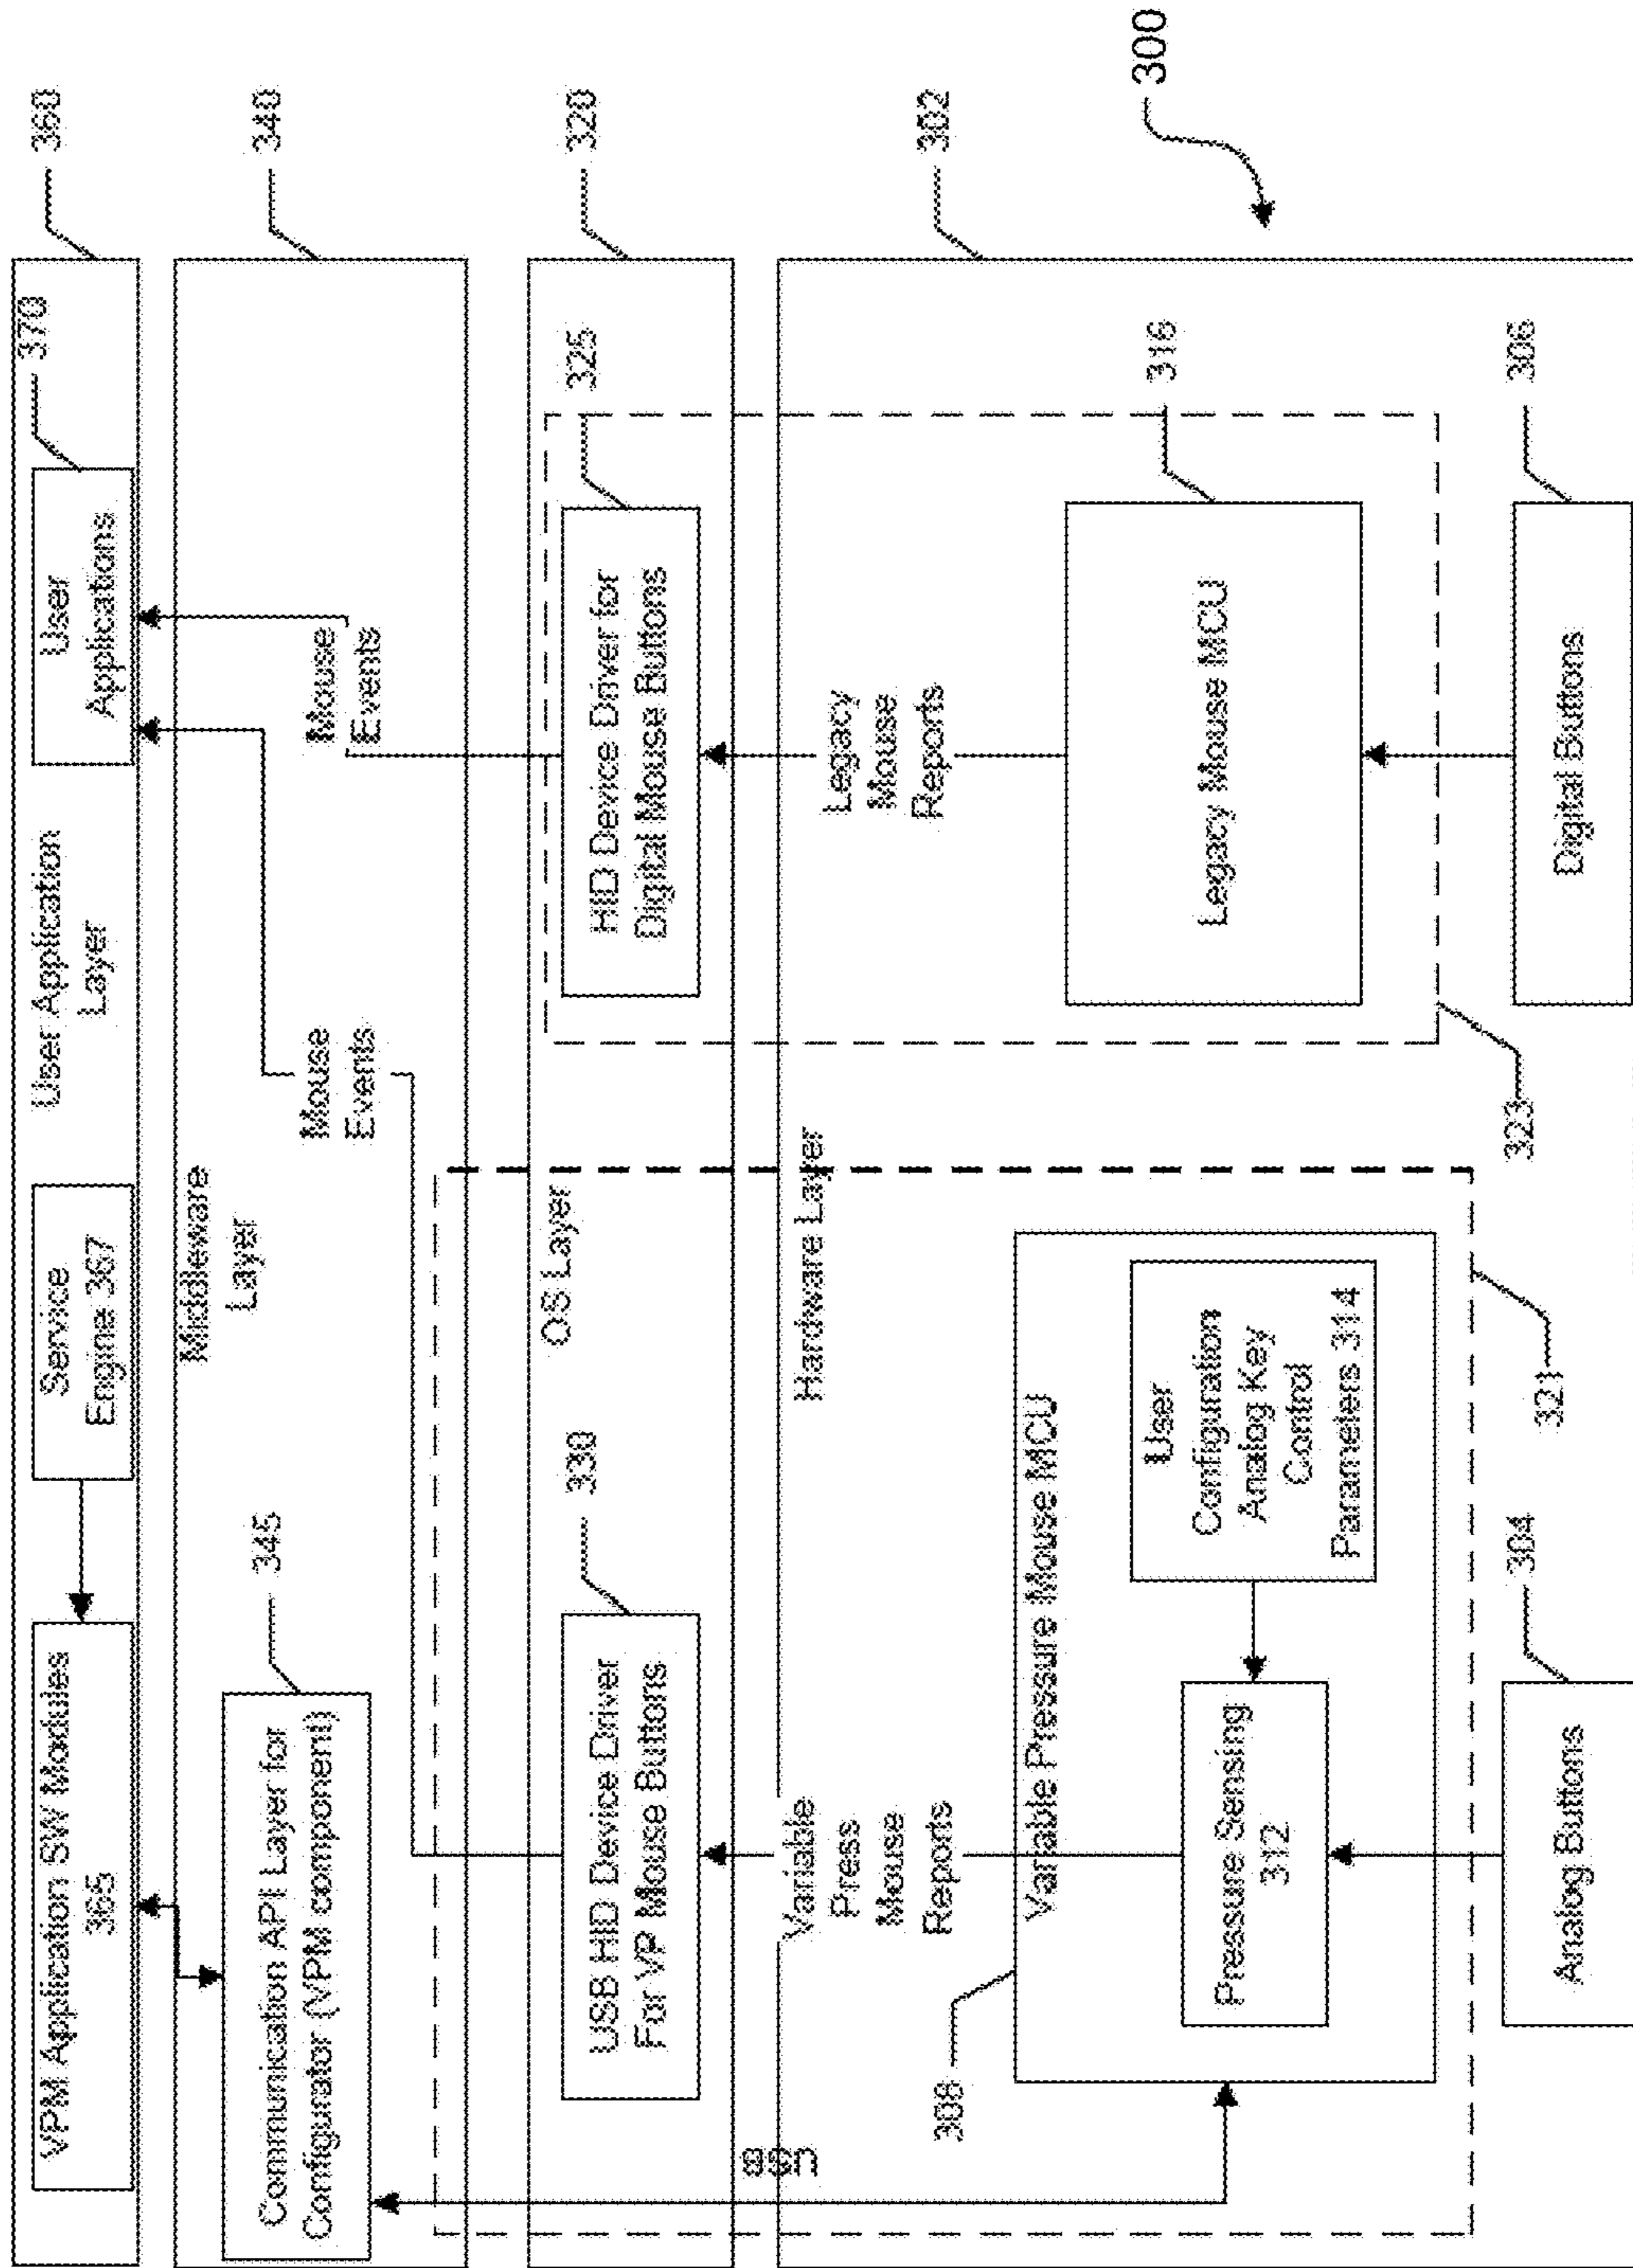 VPM Application SW Modules
365
Service
Engine 367
User Application
Layer
User
Applications
370
360
Communication API Layer for
Configurator (VPM component)
345
Middleware
Layer
Mouse
Events
Mouse
Events
340
USB HID Device Driver
For VP Mouse Buttons
330
OS Layer
HID Device Driver for
Digital Mouse Buttons
325
320
USB
Variable
Press
Mouse
Reports
Hardware Layer
Legacy
Mouse
Reports
302
308
Variable Pressure Mouse MCU
Pressure Sensing
312
User
Configuration
Analog Key
Control
Parameters 314
Legacy Mouse MCU
316
300
Analog Buttons
304
321
323
Digital Buttons
306